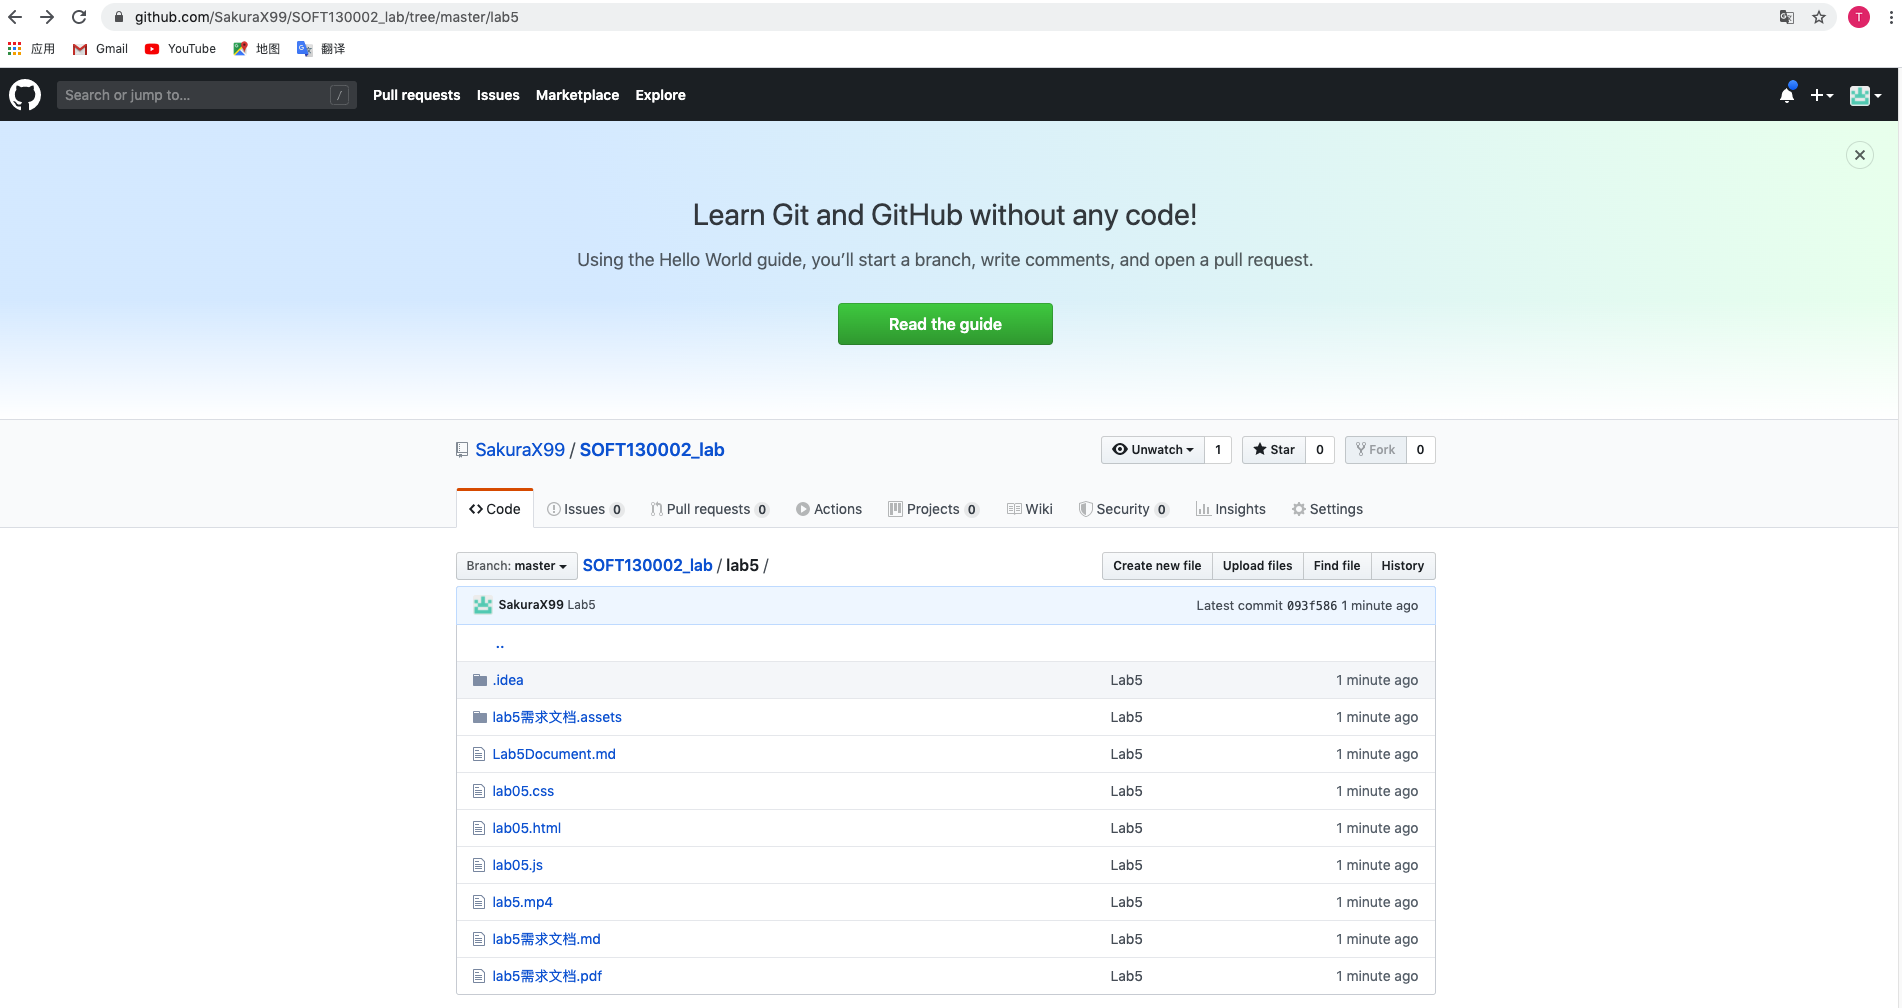 github.com/SakuraX99/SOFT130002_lab/tree/master/lab5
T
应用 Gmail YouTube 地图 翻译
Search or jump to... / Pull requests Issues Marketplace Explore
Learn Git and GitHub without any code!
Using the Hello World guide, you’ll start a branch, write comments, and open a pull request.
Read the guide
SakuraX99 / SOFT130002_lab Unwatch 1 Star 0 Fork 0
Code Issues 0 Pull requests 0 Actions Projects 0 Wiki Security 0 Insights Settings
Branch: master SOFT130002_lab / lab5 / Create new file Upload files Find file History
SakuraX99 Lab5 Latest commit 093f586 1 minute ago
..
.idea Lab5 1 minute ago
lab5需求文档.assets Lab5 1 minute ago
Lab5Document.md Lab5 1 minute ago
lab05.css Lab5 1 minute ago
lab05.html Lab5 1 minute ago
lab05.js Lab5 1 minute ago
lab5.mp4 Lab5 1 minute ago
lab5需求文档.md Lab5 1 minute ago
lab5需求文档.pdf Lab5 1 minute ago